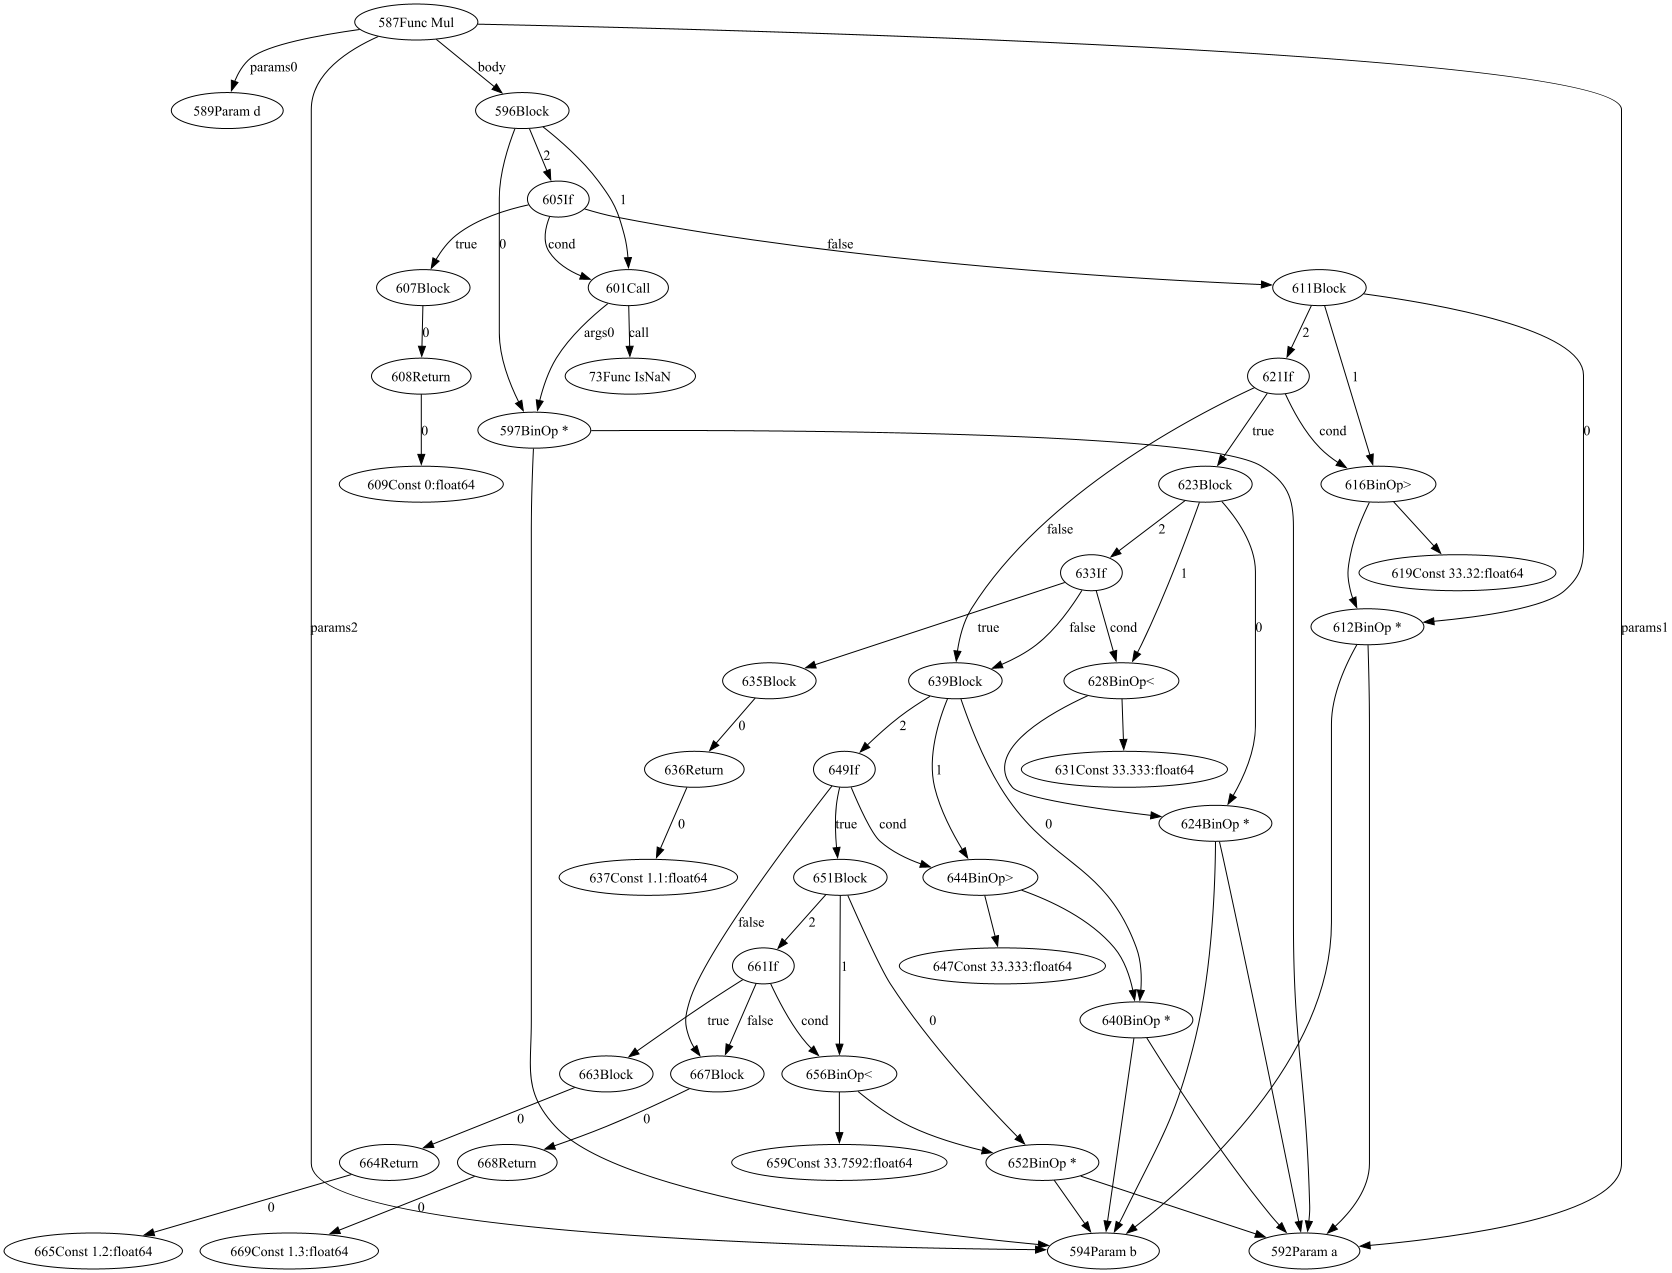 587Func Mul
params0
body
589Param d
596Block
2
605If
1
true
0
cond
false
607Block
601Call
611Block
0
args0
call
2
608Return
73Func IsNaN
621If
1
597BinOp *
true
cond
0
0
609Const 0:float64
623Block
616BinOp>
false
2
633If
1
619Const 33.32:float64
params2
true
false
cond
0
612BinOp *
params1
635Block
639Block
628BinOp<
0
2
636Return
649If
1
631Const 33.333:float64
0
true
cond
0
624BinOp *
637Const 1.1:float64
651Block
644BinOp>
false
2
661If
1
647Const 33.333:float64
true
false
cond
0
640BinOp *
663Block
667Block
656BinOp<
0
0
664Return
668Return
659Const 33.7592:float64
652BinOp *
0
0
665Const 1.2:float64
669Const 1.3:float64
594Param b
592Param a